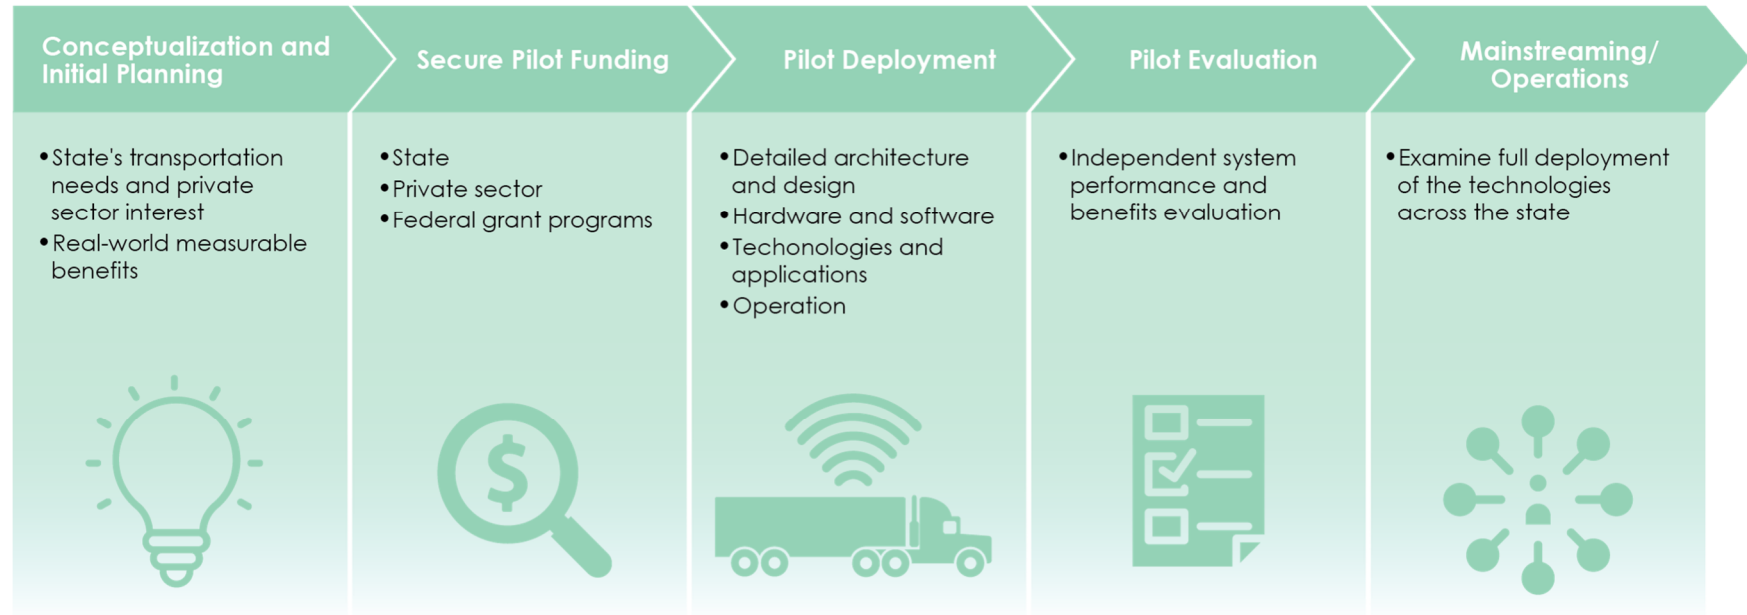 Conceptualization and
Initial Planning
•State's transportation
needs and private
sector interest
•Real-world measurable
benefits
Secure Pilot Funding
•State
•Private sector
•Federal grant programs
$
Pilot Deployment
•Detailed architecture
and design
•Hardware and software
•Techonologies and
applications
•Operation
Pilot Evaluation
•Independent system
performance and
benefits evaluation
Mainstreaming/
Operations
•Examine full deployment
of the technologies
across the state